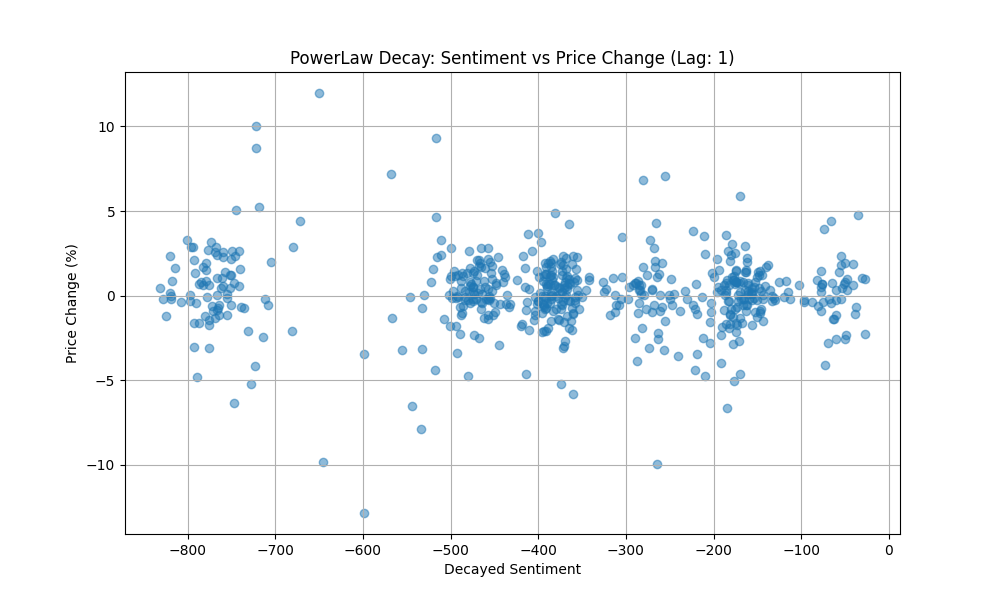 PowerLaw Decay: Sentiment vs Price Change (Lag: 1)
Price Change (%)
10
5
0
−5
−10
−800 −700 −600 −500 −400 −300 −200 −100 0
Decayed Sentiment